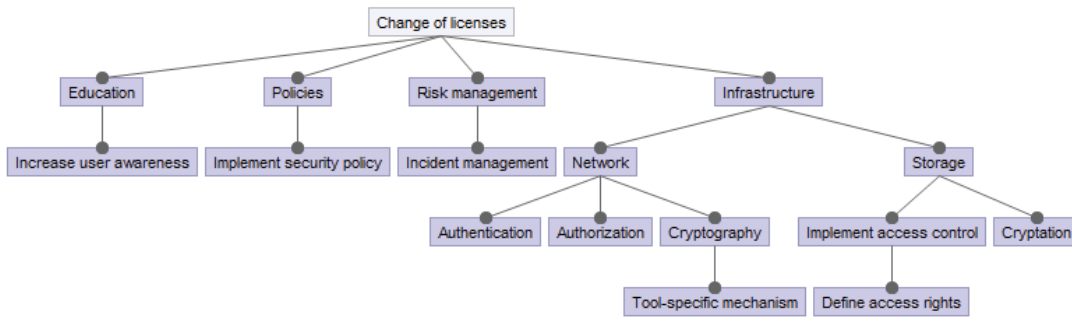 Change of licenses
Education
Policies
Risk management
Infrastructure
Increase user awareness
Implement security policy
Incident management
Network
Storage
Authentication
Authorization
Cryptography
Implement access control
Cryptation
Tool-specific mechanism
Define access rights